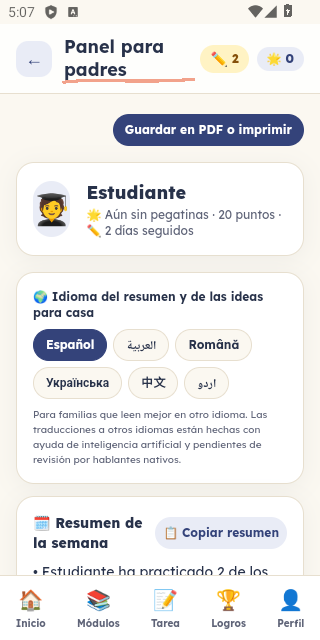 5:07
Panel para
padres
✏️ 2
🌟 0
Guardar en PDF o imprimir
Estudiante
🌟 Aún sin pegatinas · 20 puntos ·
✏️ 2 días seguidos
🌍 Idioma del resumen y de las ideas
para casa
Español
العربية
Română
Українська
中文
اردو
Para familias que leen mejor en otro idioma. Las
traducciones a otros idiomas están hechas con
ayuda de inteligencia artificial y pendientes de
revisión por hablantes nativos.
🗓️ Resumen de
la semana
📋 Copiar resumen
• Estudiante ha practicado 2 de los
Inicio
Módulos
Tarea
Logros
Perfil